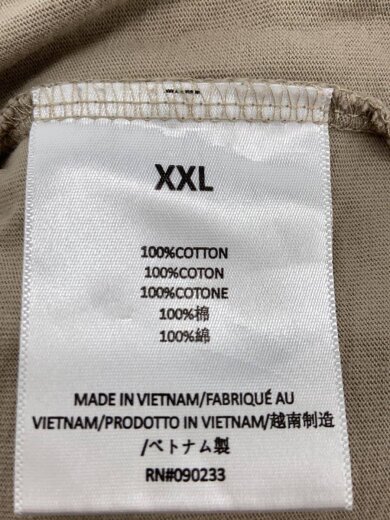 XXL
100%COTTON
100%COTON
100%COTONE
100%棉
100%綿
MADE IN VIETNAM/FABRIQUÉ AU
VIETNAM/PRODOTTO IN VIETNAM/越南制造
/ベトナム製
RN#090233